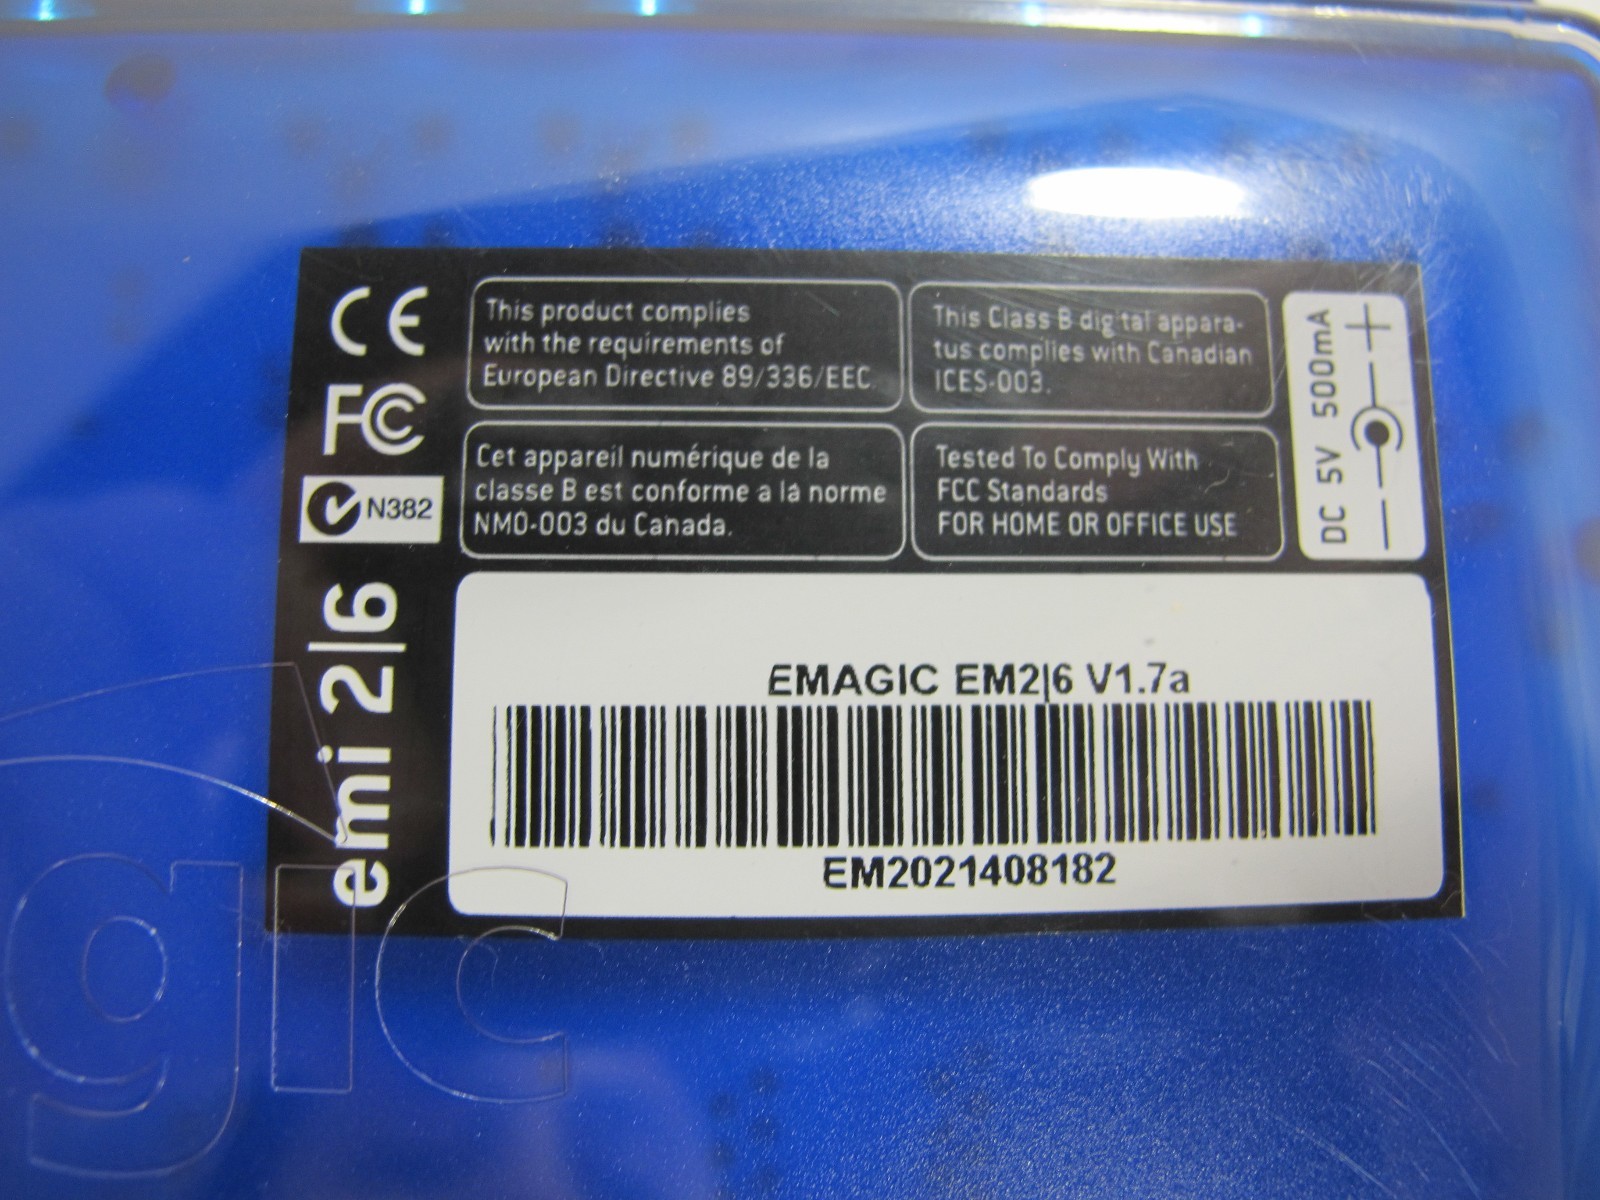 CE
FC
N382
emi 2|6
This product complies
with the requirements of
European Directive 89/336/EEC.
This Class B digital appara-
tus complies with Canadian
ICES-003.
Cet appareil numérique de la
classe B est conforme a la norme
NMO-003 du Canada.
Tested To Comply With
FCC Standards
FOR HOME OR OFFICE USE
DC 5V 500mA
EMAGIC EM2|6 V1.7a
EM2021408182
gic